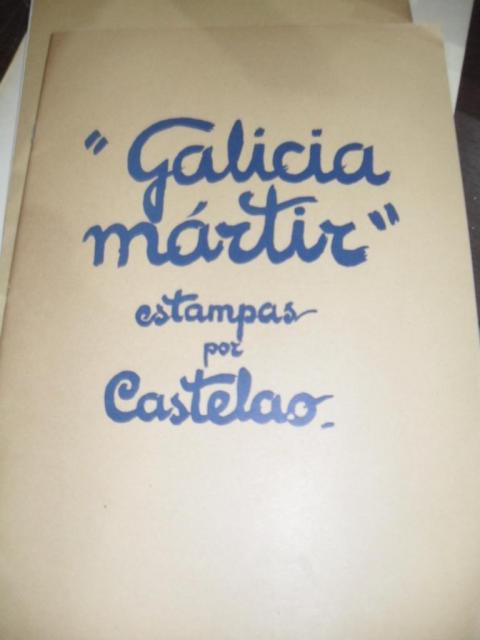 "Galicia
mártir"
estampas
por
Castelao.